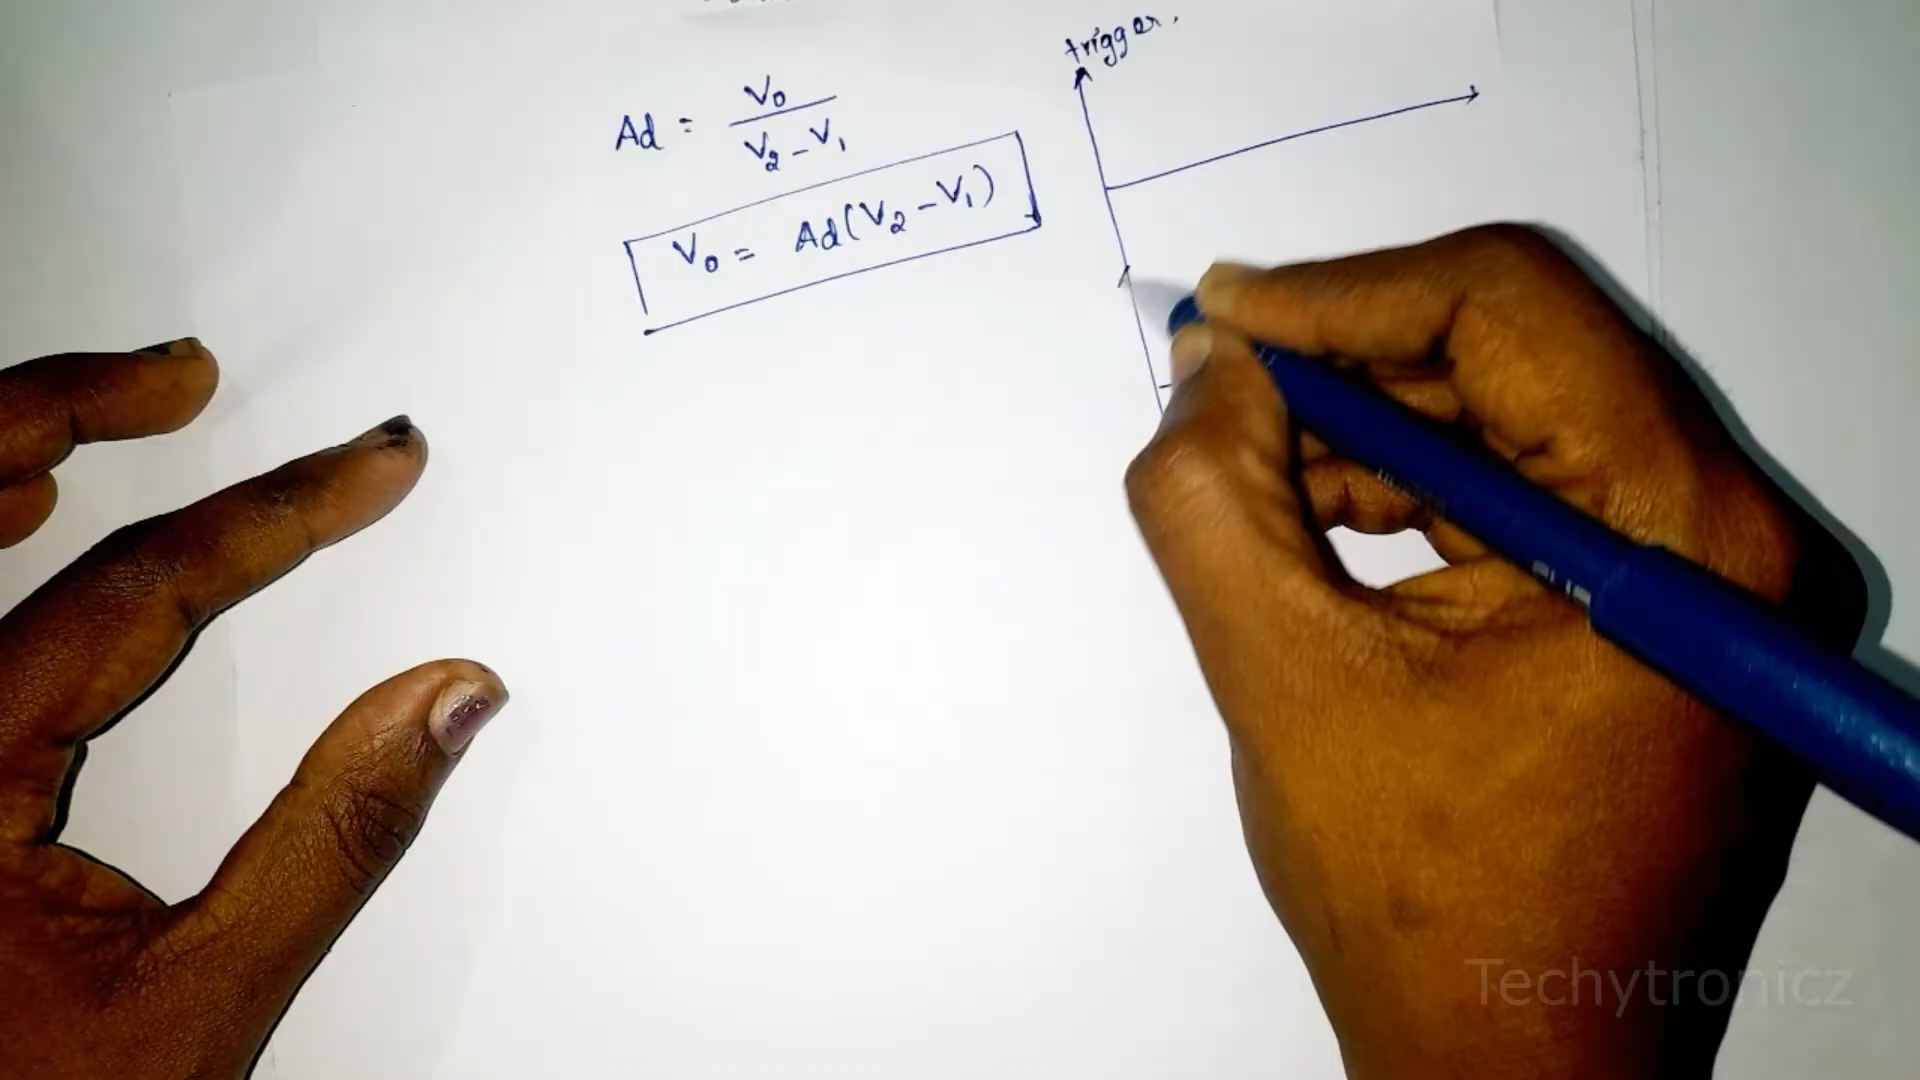 Ad = V₀ / V₂ - V₁
V₀ = Ad(V₂ - V₁)
trigger.
Techytronicz